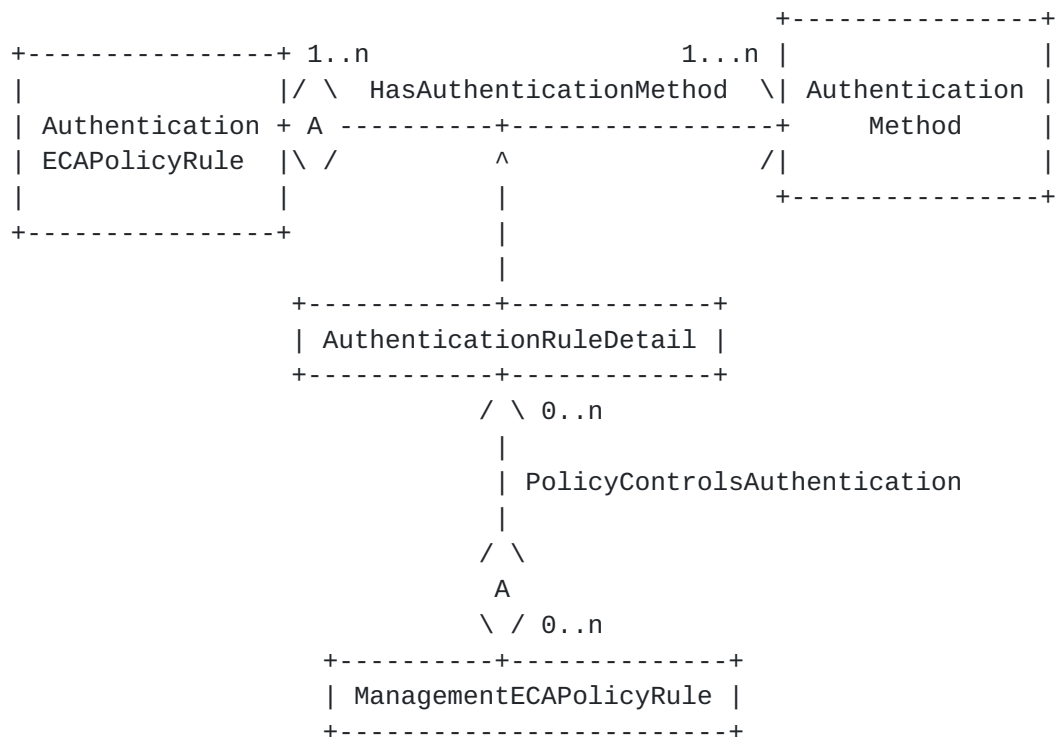 +----------------+
+----------------+ 1..n                    1...n |                |
|                |/ \  HasAuthenticationMethod  \| Authentication |
| Authentication + A ----------+-----------------+     Method     |
| ECAPolicyRule  |\ /          ^                /|                |
|                |             |                 +----------------+
+----------------+             |
|
+------------+-------------+
| AuthenticationRuleDetail |
+------------+-------------+
/ \ 0..n
|
| PolicyControlsAuthentication
|
/ \
A
\ / 0..n
+----------+--------------+
| ManagementECAPolicyRule |
+-------------------------+